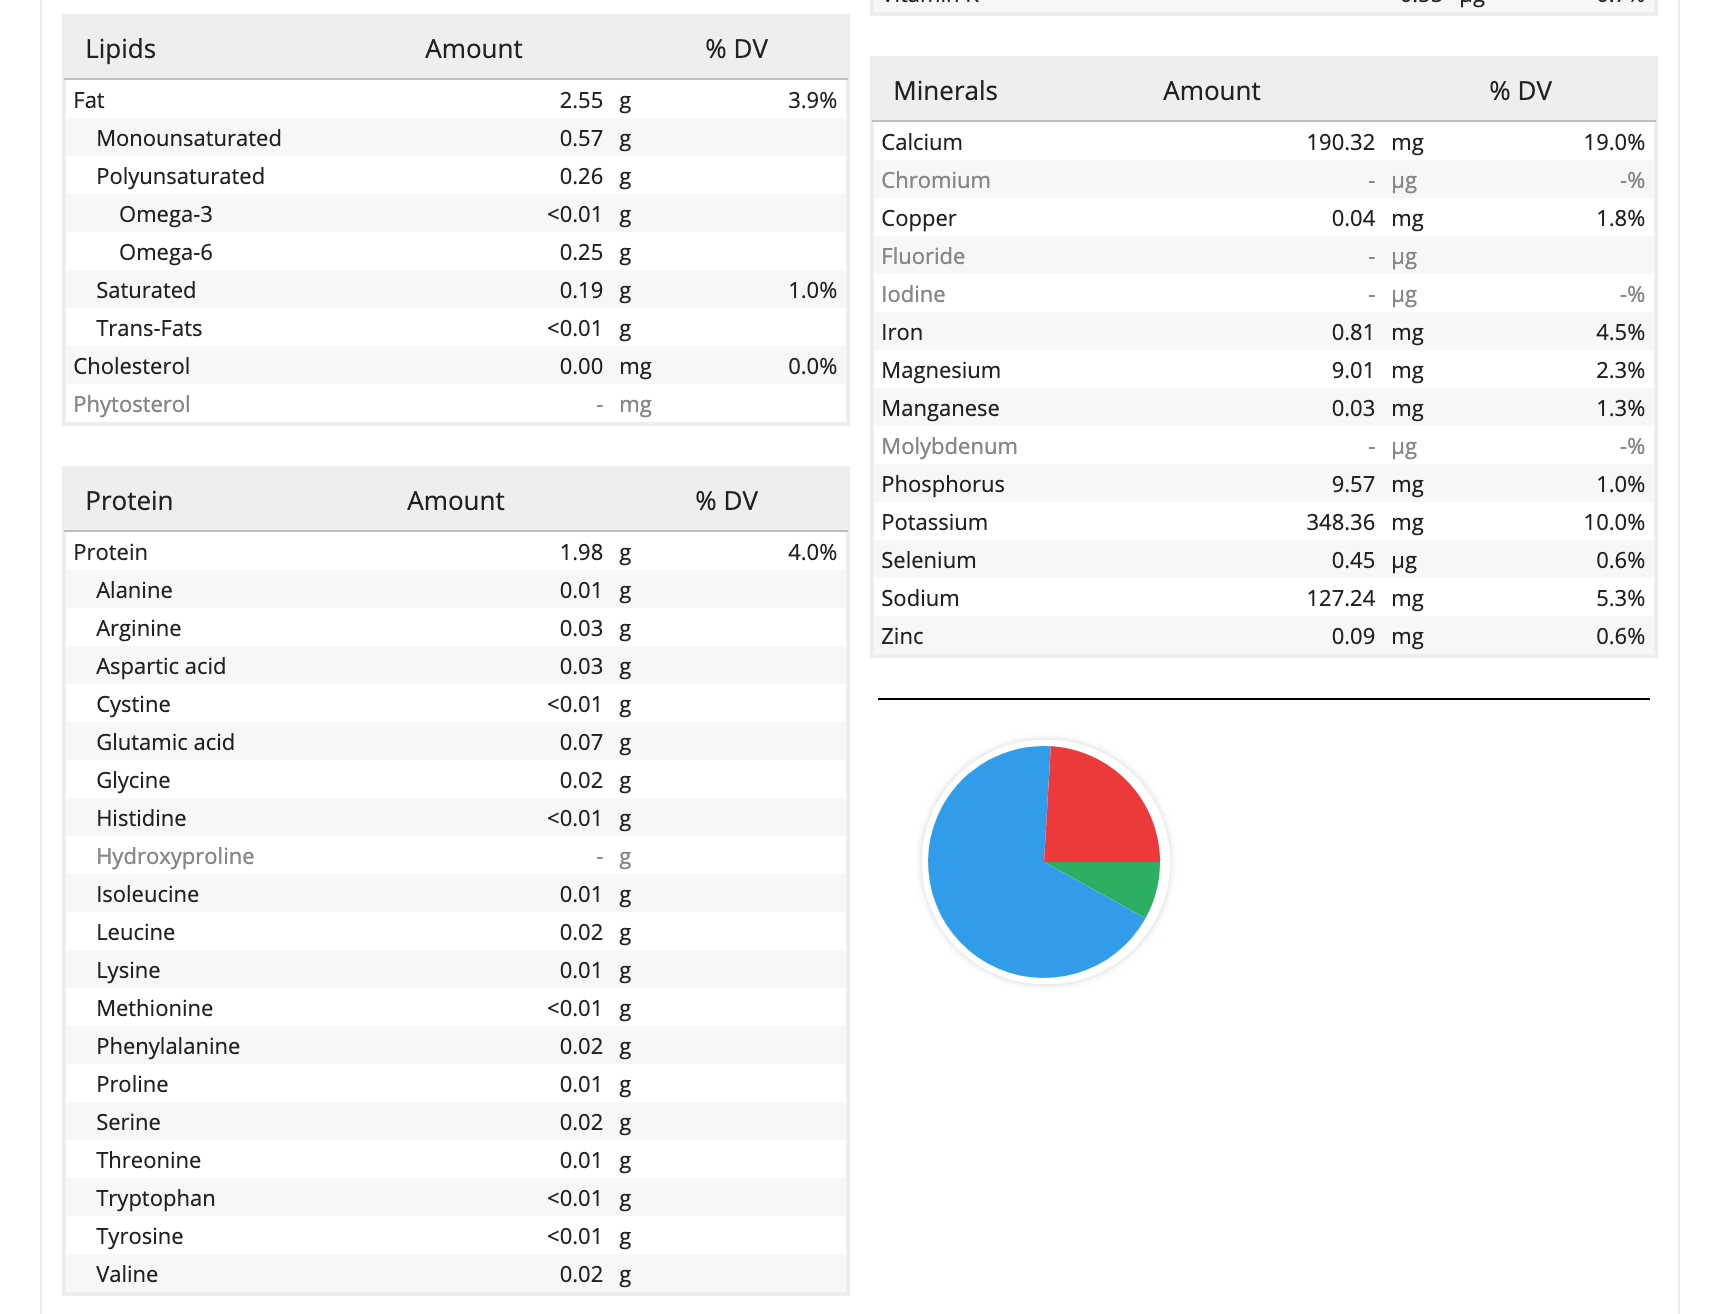 Lipids Amount % DV
Fat 2.55 g 3.9%
Monounsaturated 0.57 g
Polyunsaturated 0.26 g
Omega-3 <0.01 g
Omega-6 0.25 g
Saturated 0.19 g 1.0%
Trans-Fats <0.01 g
Cholesterol 0.00 mg 0.0%
Phytosterol - mg
Protein Amount % DV
Protein 1.98 g 4.0%
Alanine 0.01 g
Arginine 0.03 g
Aspartic acid 0.03 g
Cystine <0.01 g
Glutamic acid 0.07 g
Glycine 0.02 g
Histidine <0.01 g
Hydroxyproline - g
Isoleucine 0.01 g
Leucine 0.02 g
Lysine 0.01 g
Methionine <0.01 g
Phenylalanine 0.02 g
Proline 0.01 g
Serine 0.02 g
Threonine 0.01 g
Tryptophan <0.01 g
Tyrosine <0.01 g
Valine 0.02 g
Minerals Amount % DV
Calcium 190.32 mg 19.0%
Chromium - µg -%
Copper 0.04 mg 1.8%
Fluoride - µg
Iodine - µg -%
Iron 0.81 mg 4.5%
Magnesium 9.01 mg 2.3%
Manganese 0.03 mg 1.3%
Molybdenum - µg -%
Phosphorus 9.57 mg 1.0%
Potassium 348.36 mg 10.0%
Selenium 0.45 µg 0.6%
Sodium 127.24 mg 5.3%
Zinc 0.09 mg 0.6%